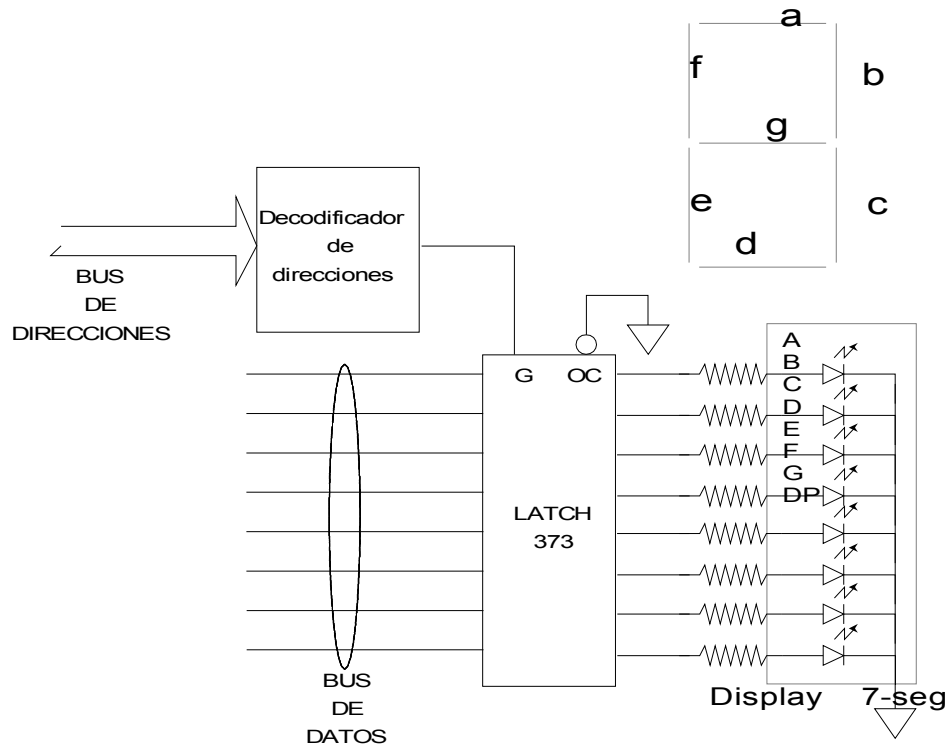 a
f
b
g
e
c
d
Decodificador
de
direcciones
BUS
DE
DIRECCIONES
G OC
LATCH
373
A
B
C
D
E
F
G
DP
Display 7-seg
BUS
DE
DATOS